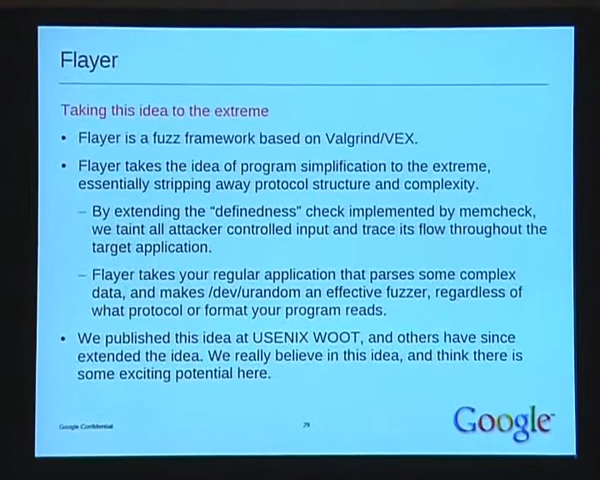 Flayer
Taking this idea to the extreme
• Flayer is a fuzz framework based on Valgrind/VEX.
• Flayer takes the idea of program simplification to the extreme,
essentially stripping away protocol structure and complexity.
– By extending the "definedness" check implemented by memcheck,
we taint all attacker controlled input and trace its flow throughout the
target application.
– Flayer takes your regular application that parses some complex
data, and makes /dev/urandom an effective fuzzer, regardless of
what protocol or format your program reads.
• We published this idea at USENIX WOOT, and others have since
extended the idea. We really believe in this idea, and think there is
some exciting potential here.
Google Confidential
29
Google